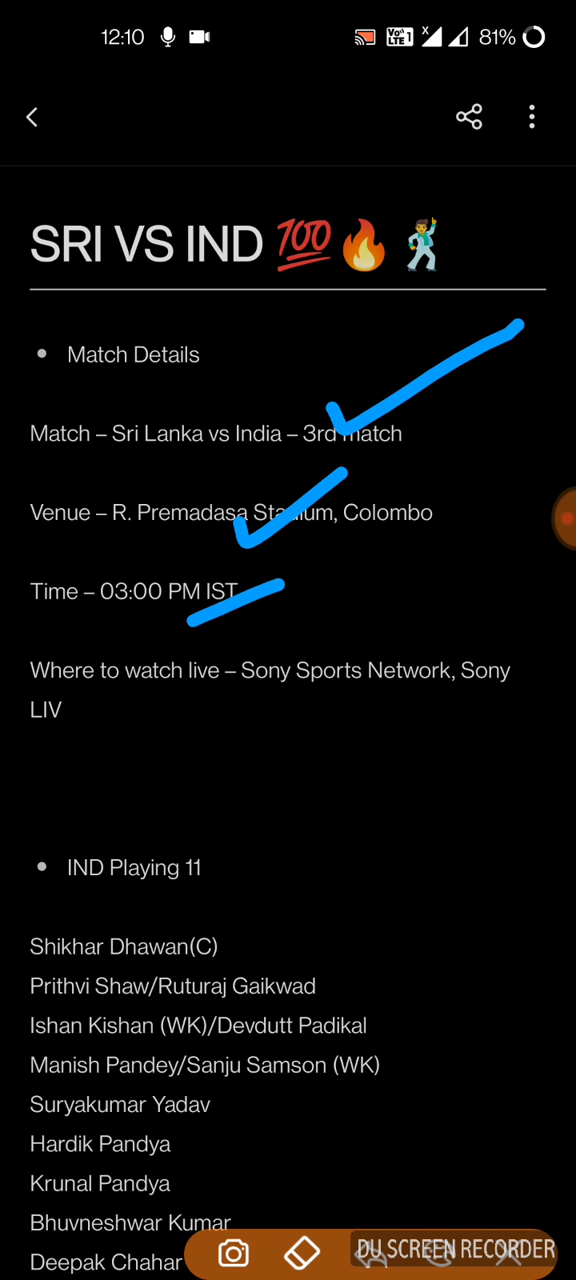 12:10 Vo) LTE 1 X 81%
SRI VS IND 💯🔥🕺
• Match Details
Match – Sri Lanka vs India – 3rd match
Venue – R. Premadasa Stadium, Colombo
Time – 03:00 PM IST
Where to watch live – Sony Sports Network, Sony
LIV
• IND Playing 11
Shikhar Dhawan(C)
Prithvi Shaw/Ruturaj Gaikwad
Ishan Kishan (WK)/Devdutt Padikal
Manish Pandey/Sanju Samson (WK)
Suryakumar Yadav
Hardik Pandya
Krunal Pandya
Bhuvneshwar Kumar
Deepak Chahar
DU SCREEN RECORDER